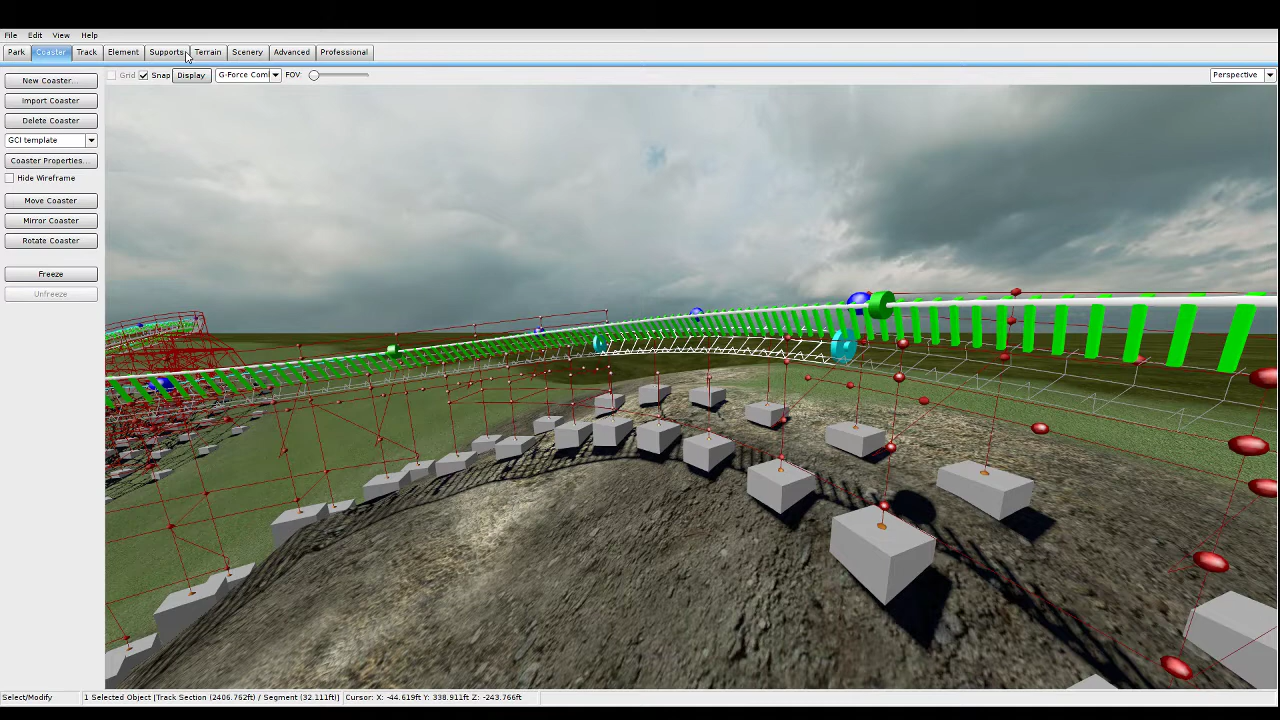 File Edit View Help
Park Coaster Track Element Supports Terrain Scenery Advanced Professional
Grid Snap Display G-Force Com FOV: Perspective
New Coaster...
Import Coaster
Delete Coaster
GCI template
Coaster Properties...
Hide Wireframe
Move Coaster
Mirror Coaster
Rotate Coaster
Freeze
Unfreeze
Select/Modify 1 Selected Object [Track Section (2406.762ft) / Segment (32.111ft)] Cursor: X: -44.619ft Y: 338.911ft Z: -243.766ft